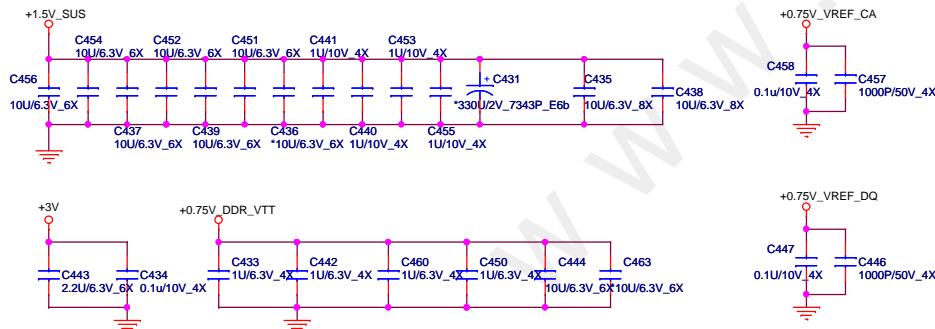 +1.5V_SUS
C454
10U/6.3V_6X
C452
10U/6.3V_6X
C451
10U/6.3V_6X
C441
1U/10V_4X
C453
1U/10V_4X
C456
10U/6.3V_6X
+
C431
*330U/2V_7343P_E6b
C435
10U/6.3V_8X
C438
10U/6.3V_8X
C437
10U/6.3V_6X
C439
10U/6.3V_6X
C436
*10U/6.3V_6X
C440
1U/10V_4X
C455
1U/10V_4X
+0.75V_VREF_CA
C458
0.1u/10V_4X
C457
1000P/50V_4X
+3V
C443
2.2U/6.3V_6X
C434
0.1u/10V_4X
+0.75V_DDR_VTT
C433
1U/6.3V_4X
C442
1U/6.3V_4X
C460
1U/6.3V_4X
C450
1U/6.3V_4X
C444
10U/6.3V_6X
C463
*10U/6.3V_6X
+0.75V_VREF_DQ
C447
0.1U/10V_4X
C446
1000P/50V_4X
w w w .